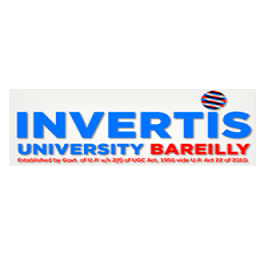 INVERTIS
UNIVERSITY BAREILLY
Established by Govt. of U.P. u/s 2(f) of UGC Act, 1956 vide U.P. Act 22 of 2010.